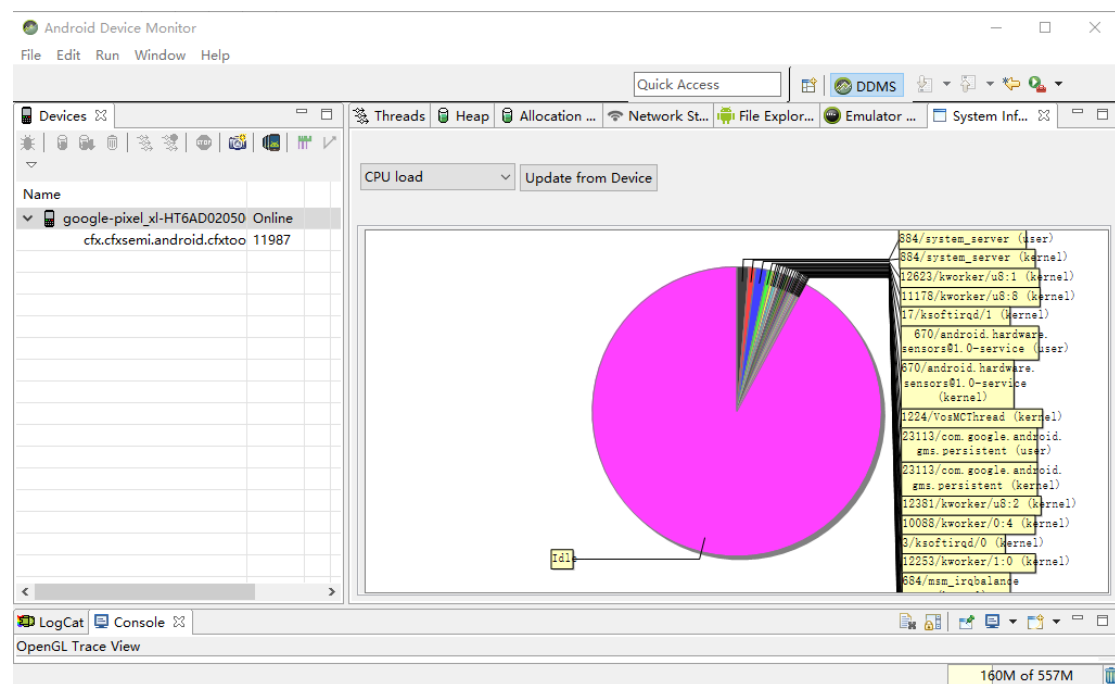 Android Device Monitor
File Edit Run Window Help
Quick Access
DDMS
Devices
Threads
Heap
Allocation ...
Network St...
File Explor...
Emulator ...
System Inf...
CPU load
Update from Device
Name
google-pixel_xl-HT6AD02050 Online
cfx.cfxsemi.android.cfxtoo 11987
884/system_server (user)
884/system_server (kernel)
12623/kworker/u8:1 (kernel)
11178/kworker/u8:8 (kernel)
17/ksoftirqd/1 (kernel)
670/android.hardware.
sensors@1.0-service (user)
670/android.hardware.
sensors@1.0-service
(kernel)
1224/VosMCThread (kernel)
23113/com.google.android.
gms.persistent (user)
23113/com.google.android.
gms.persistent (kernel)
12381/kworker/u8:2 (kernel)
10088/kworker/0:4 (kernel)
3/ksoftirqd/0 (kernel)
12253/kworker/1:0 (kernel)
684/msm_irqbalance
Idle
LogCat
Console
OpenGL Trace View
160M of 557M